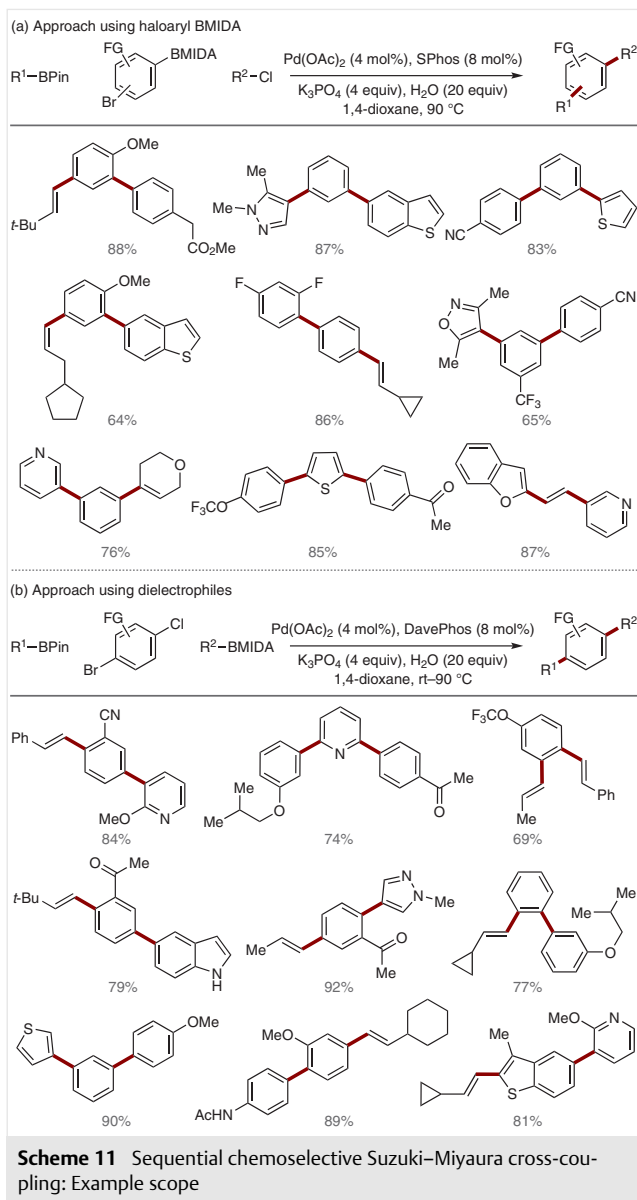 (a) Approach using haloaryl BMIDA
FG
BMIDA
R¹–BPin
Br
R²–Cl
Pd(OAc)₂ (4 mol%), SPhos (8 mol%)
K₃PO₄ (4 equiv), H₂O (20 equiv)
1,4-dioxane, 90 °C
FG
R²
R¹
OMe
t-Bu
CO₂Me
88%
Me
Me
N
N
S
87%
NC
S
83%
OMe
S
64%
F
F
86%
N
O
Me
Me
CF₃
CN
65%
N
O
76%
F₃CO
S
O
Me
85%
O
N
87%
(b) Approach using dielectrophiles
R¹–BPin
FG
Cl
Br
R²–BMIDA
Pd(OAc)₂ (4 mol%), DavePhos (8 mol%)
K₃PO₄ (4 equiv), H₂O (20 equiv)
1,4-dioxane, rt–90 °C
FG
R²
R¹
CN
Ph
MeO
N
84%
N
Me
Me
O
O
Me
74%
F₃CO
Me
Ph
69%
O
Me
t-Bu
N
H
79%
N
N
Me
Me
O
Me
92%
Me
Me
O
77%
S
OMe
90%
MeO
AcHN
89%
MeO
N
Me
S
81%
Scheme 11 Sequential chemoselective Suzuki–Miyaura cross-cou-
pling: Example scope